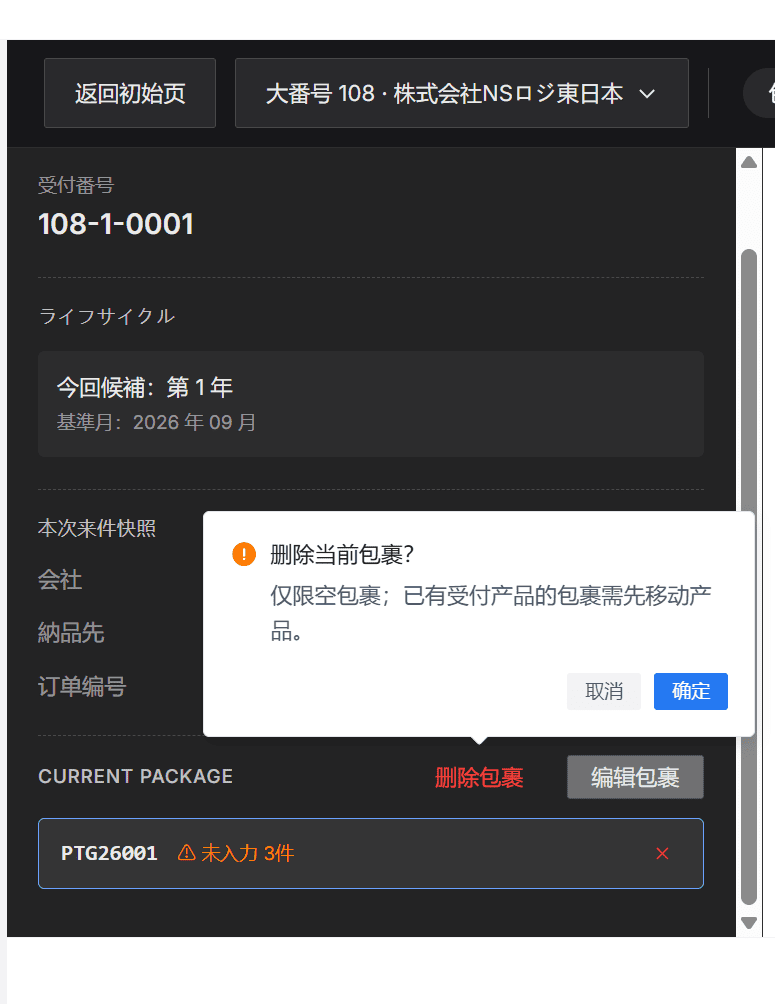 返回初始页
大番号 108 · 株式会社NSロジ東日本
受付番号
108-1-0001
ライフサイクル
今回候補：第 1 年
基準月：2026 年 09 月
本次来件快照
会社
納品先
订单编号
删除当前包裹？
仅限空包裹；已有受付产品的包裹需先移动产
品。
取消
确定
CURRENT PACKAGE
删除包裹
编辑包裹
PTG26001
未入力 3件